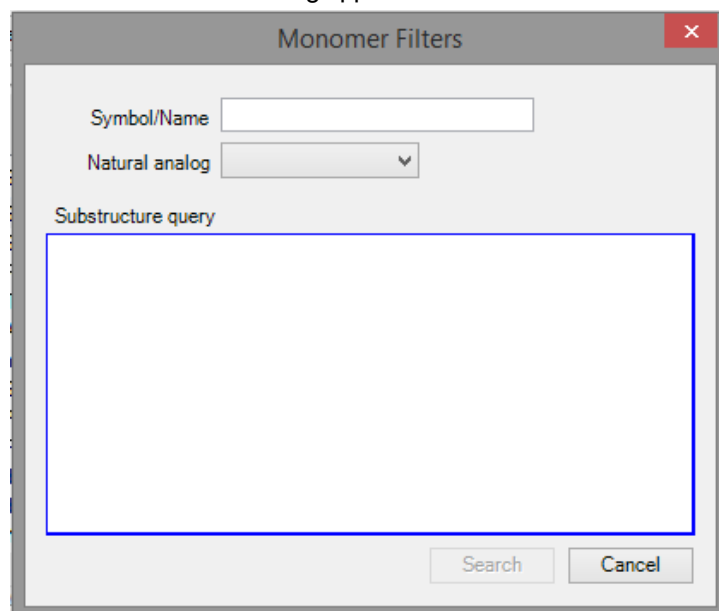 Monomer Filters
Symbol/Name
Natural analog
Substructure query
Search Cancel